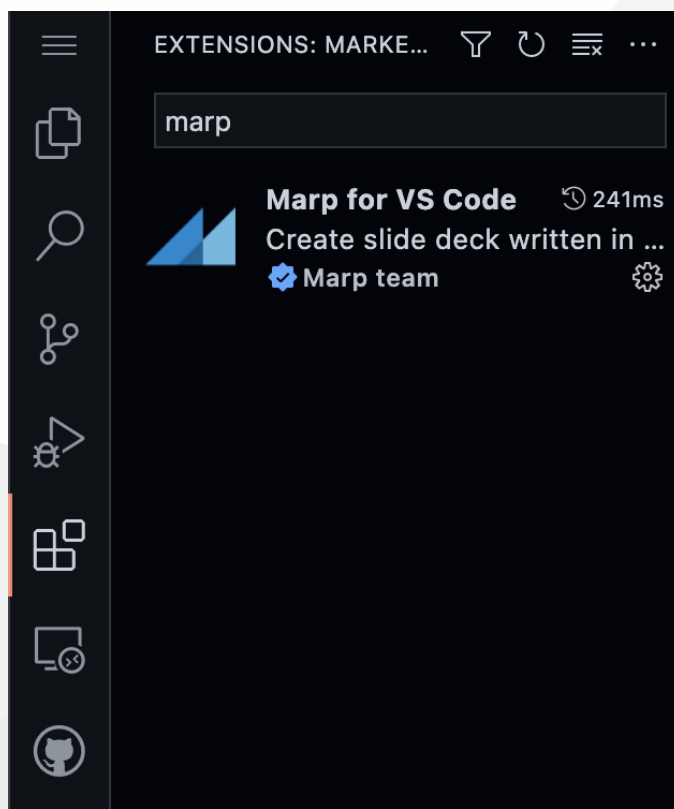 EXTENSIONS: MARKE...
marp
Marp for VS Code 241ms
Create slide deck written in ...
Marp team